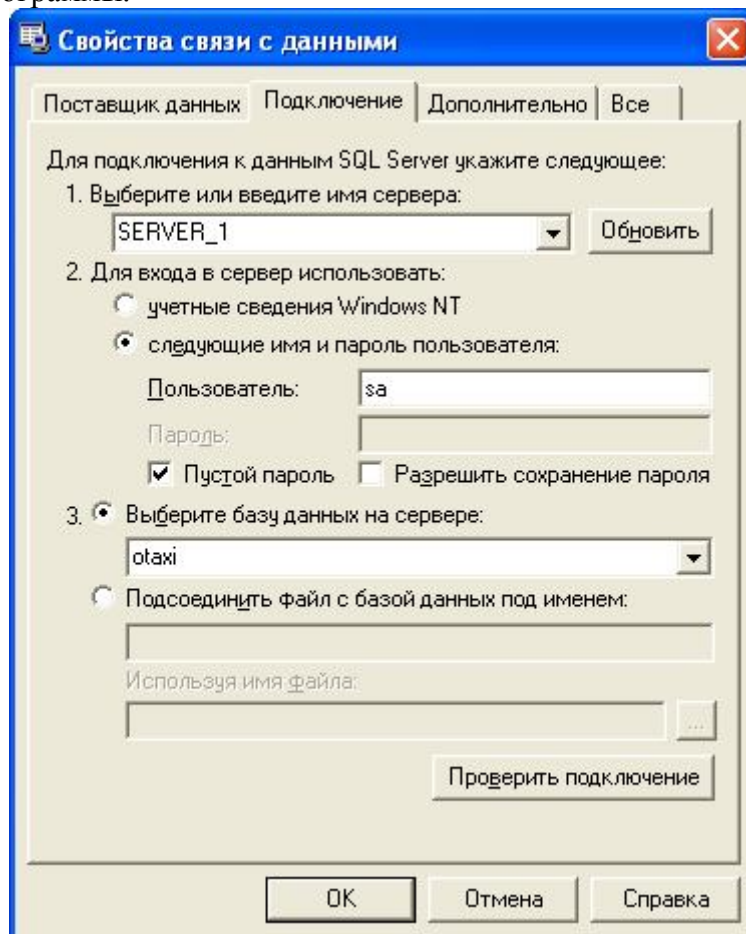 ограммы.
Свойства связи с данными
Поставщик данных Подключение Дополнительно Все
Для подключения к данным SQL Server укажите следующее:
1. Выберите или введите имя сервера:
SERVER_1 Обновить
2. Для входа в сервер использовать:
учетные сведения Windows NT
следующие имя и пароль пользователя:
Пользователь: sa
Пароль:
Пустой пароль Разрешить сохранение пароля
3. Выберите базу данных на сервере:
otaxi
Подсоединить файл с базой данных под именем:
Используя имя файла:
...
Проверить подключение
OK Отмена Справка